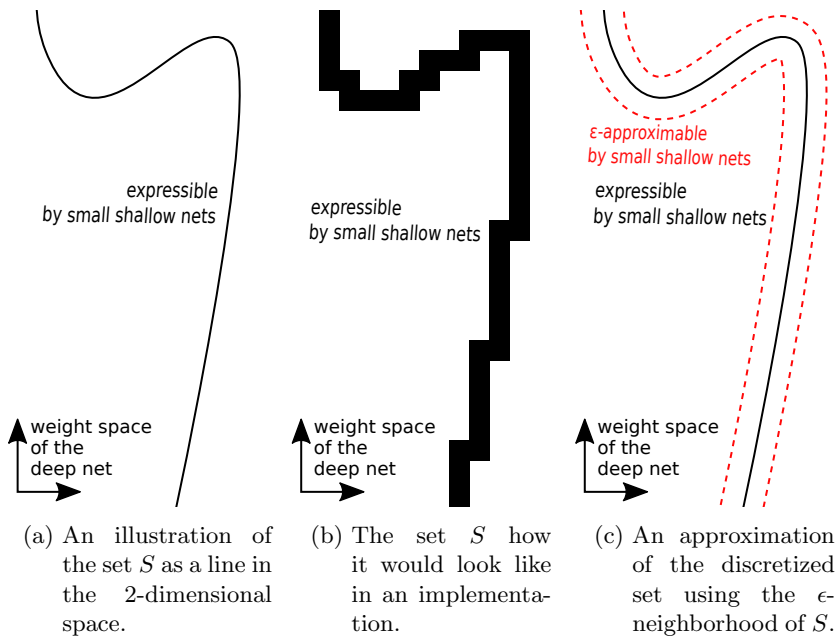 expressible
by small shallow nets
weight space
of the
deep net
(a) An illustration of
the set S as a line in
the 2-dimensional
space.
expressible
by small shallow nets
weight space
of the
deep net
(b) The set S how
it would look like
in an implementa-
tion.
ε-approximable
by small shallow nets
expressible
by small shallow nets
weight space
of the
deep net
(c) An approximation
of the discretized
set using the ϵ-
neighborhood of S.